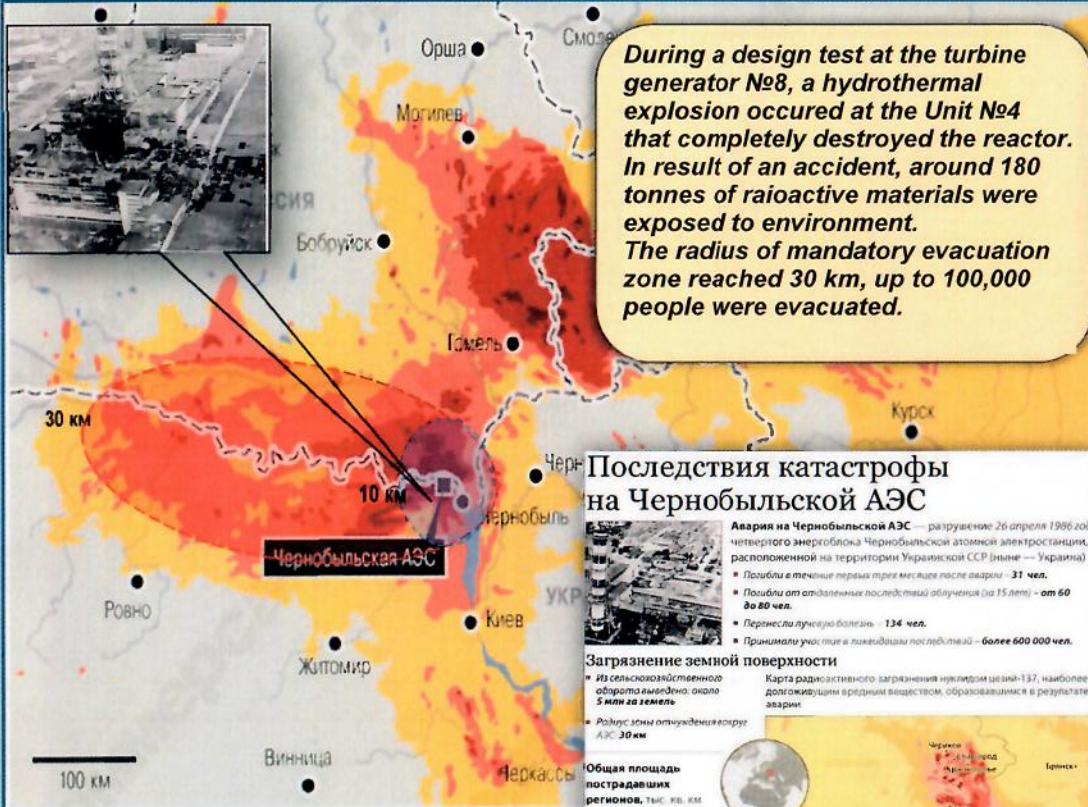 Орша
Могилев
Бобруйск
Гомель
Курск
30 км
10 км
Чернобыльская АЭС
Ровно
Киев
Житомир
Винница
Черкассы
100 км
During a design test at the turbine
generator №8, a hydrothermal
explosion occured at the Unit №4
that completely destroyed the reactor.
In result of an accident, around 180
tonnes of raioactive materials were
exposed to environment.
The radius of mandatory evacuation
zone reached 30 km, up to 100,000
people were evacuated.
Последствия катастрофы
на Чернобыльской АЭС
Авария на Чернобыльской АЭС — разрушение 26 апреля 1986
четвертого энергоблока Чернобыльской атомной электростанции,
расположенной на территории Украинской ССР (ныне — Украина)
Погибли в течение первых трех месяцев после аварии - 31 чел.
Погибли от отдаленных последствий облучения (за 15 лет) - от 60
до 80 чел.
Перенесли лучевую болезнь - 134 чел.
Принимали участие в ликвидации последствий - более 600 000 чел.
Загрязнение земной поверхности
Из сельскохозяйственного
оборота выведено около
5 млн га земель
Радиус зоны отчуждения вокруг
АЭС 30 км
Общая площадь
пострадавших
регионов, тыс. кв. км
Карта радиоактивного загрязнения нуклидом цезий-137, наиболее
долгоживущим вредным веществом, образовавшимся в результате
аварии
Брянск